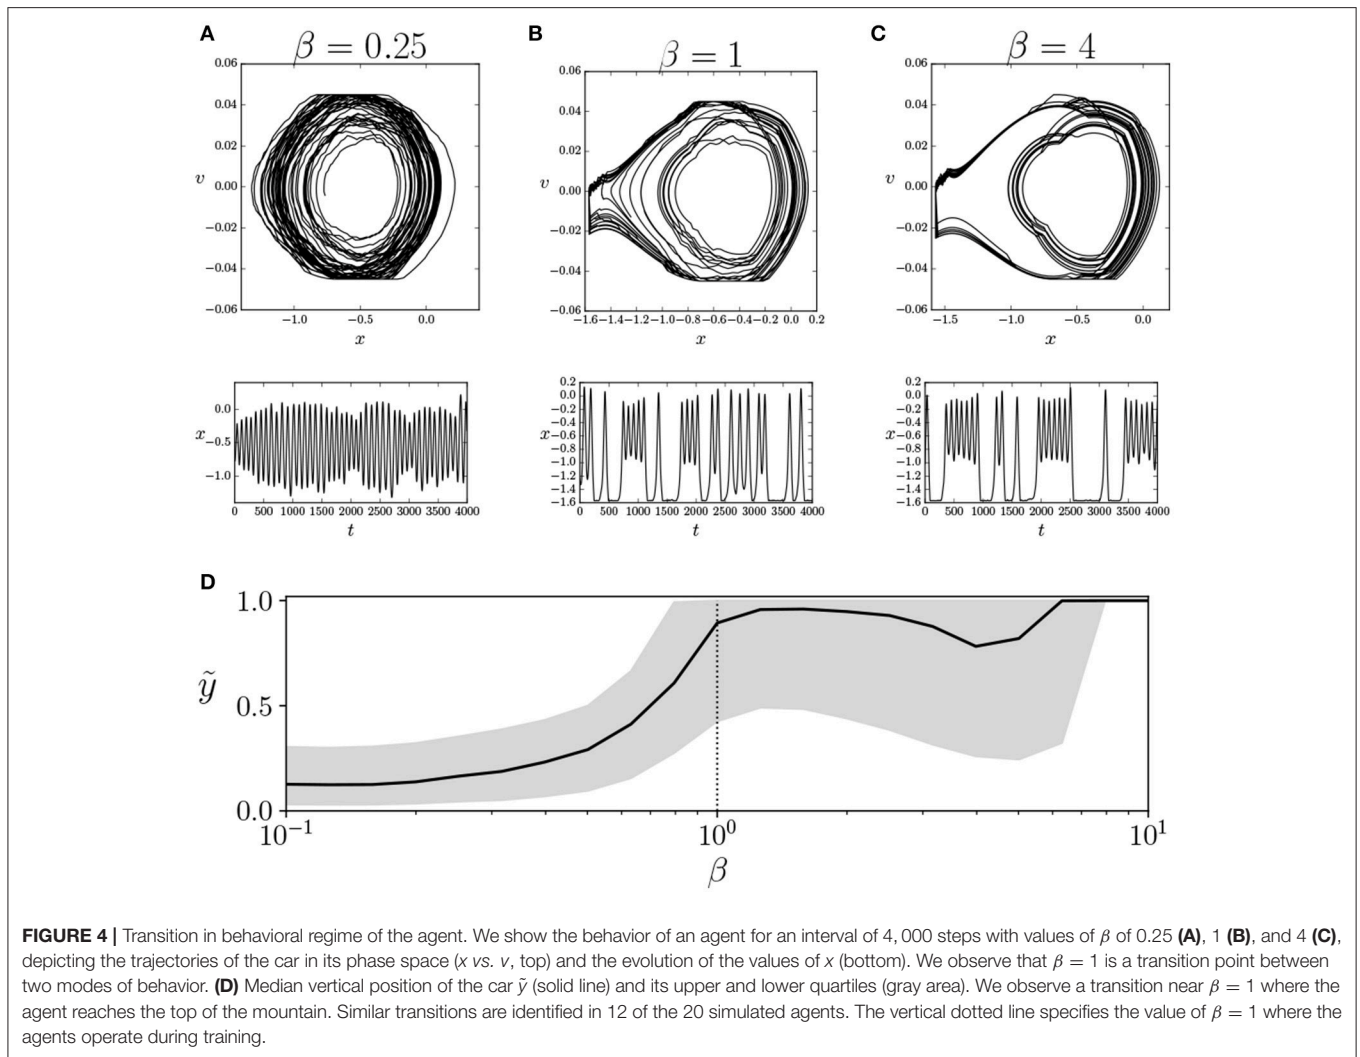 A
β = 0.25
B
β = 1
C
β = 4
0.06
0.04
0.02
0.00
−0.02
−0.04
−0.06
v
−1.0
−0.5
0.0
x
0.06
0.04
0.02
0.00
−0.02
−0.04
−0.06
v
−1.6 −1.4 −1.2 −1.0 −0.8 −0.6 −0.4 −0.2 0.0 0.2
x
0.06
0.04
0.02
0.00
−0.02
−0.04
−0.06
v
−1.5
−1.0
−0.5
0.0
x
0.0
−0.5
−1.0
x
0 500 1000 1500 2000 2500 3000 3500 4000
t
0.2
0.0
−0.2
−0.4
−0.6
−0.8
−1.0
−1.2
−1.4
−1.6
x
0 500 1000 1500 2000 2500 3000 3500 4000
t
0.2
0.0
−0.2
−0.4
−0.6
−0.8
−1.0
−1.2
−1.4
−1.6
x
0 500 1000 1500 2000 2500 3000 3500 4000
t
D
1.0
0.5
0.0
ỹ
10⁻¹
10⁰
10¹
β
FIGURE 4 | Transition in behavioral regime of the agent. We show the behavior of an agent for an interval of 4, 000 steps with values of β of 0.25 (A), 1 (B), and 4 (C),
depicting the trajectories of the car in its phase space (x vs. v, top) and the evolution of the values of x (bottom). We observe that β = 1 is a transition point between
two modes of behavior. (D) Median vertical position of the car ỹ (solid line) and its upper and lower quartiles (gray area). We observe a transition near β = 1 where the
agent reaches the top of the mountain. Similar transitions are identified in 12 of the 20 simulated agents. The vertical dotted line specifies the value of β = 1 where the
agents operate during training.